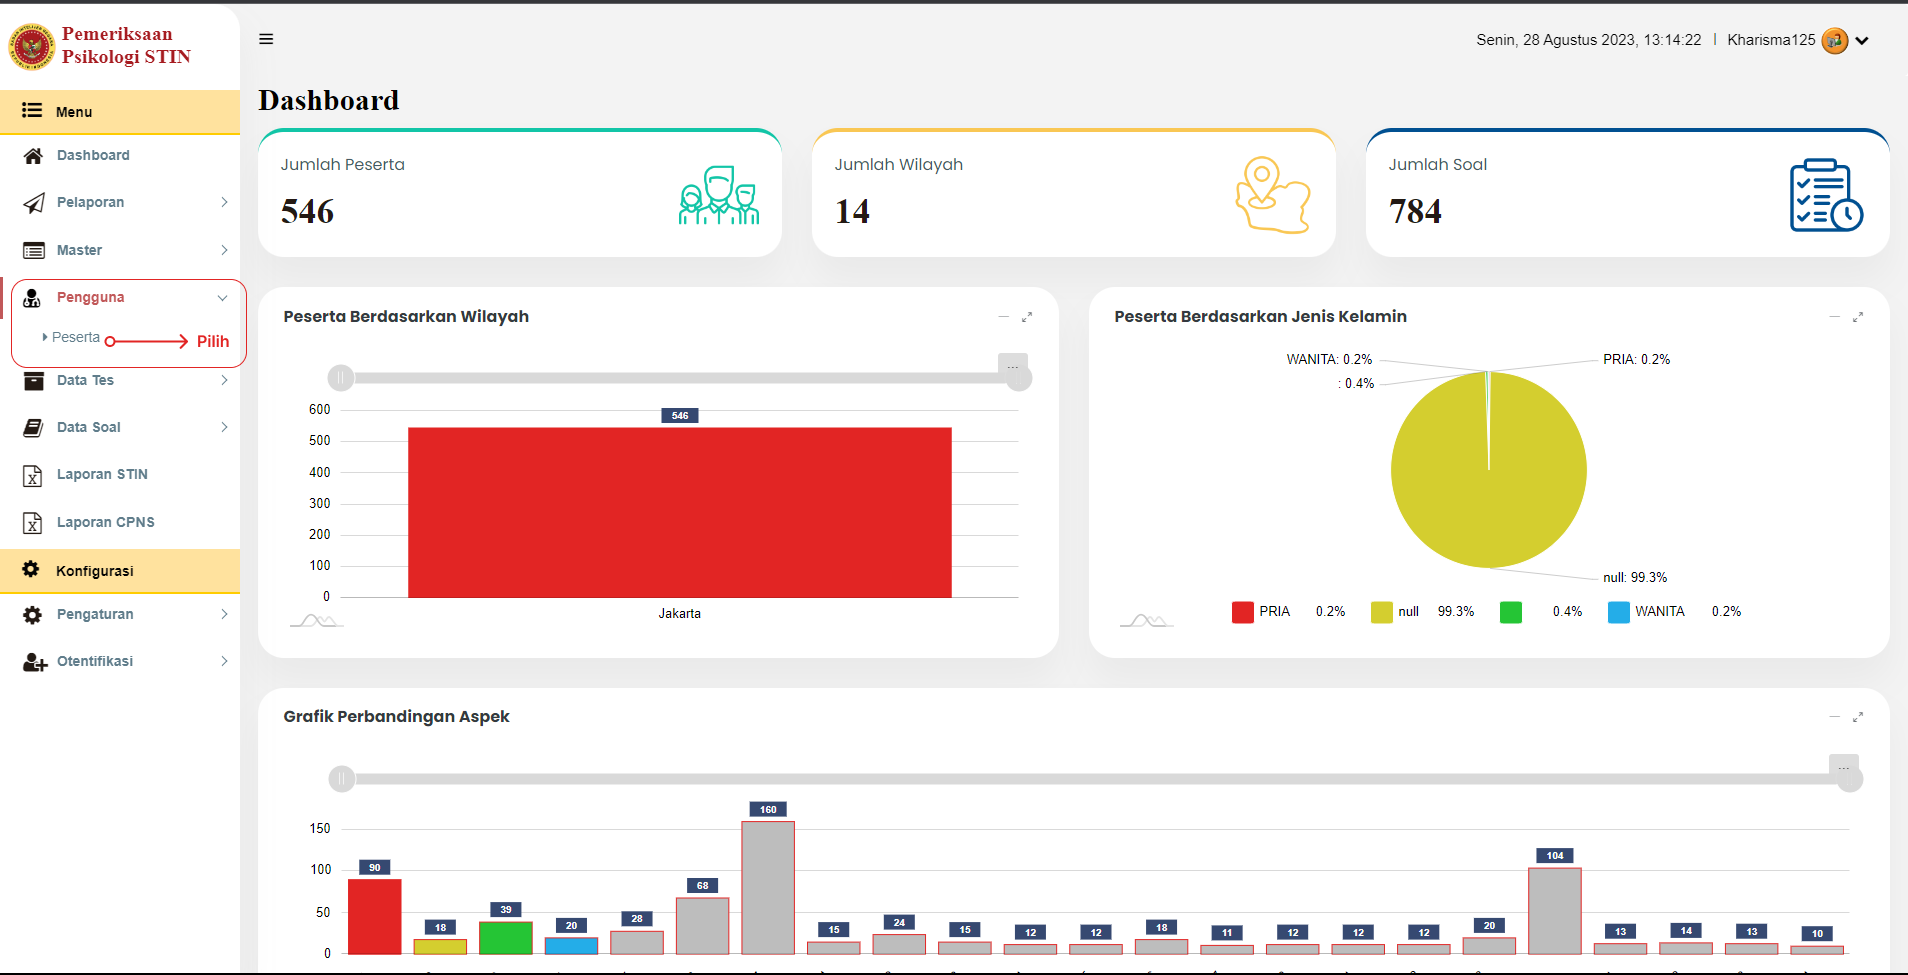 Pemeriksaan
Psikologi STIN
Senin, 28 Agustus 2023, 13:14:22 | Kharisma125
Menu
Dashboard
Pelaporan
Master
Pengguna
Peserta
Pilih
Data Tes
Data Soal
Laporan STIN
Laporan CPNS
Konfigurasi
Pengaturan
Otentifikasi
Dashboard
Jumlah Peserta
546
Jumlah Wilayah
14
Jumlah Soal
784
Peserta Berdasarkan Wilayah
...
600
500
400
300
200
100
0
546
Jakarta
Peserta Berdasarkan Jenis Kelamin
WANITA: 0.2%
PRIA: 0.2%
: 0.4%
null: 99.3%
PRIA 0.2% null 99.3% 0.4% WANITA 0.2%
Grafik Perbandingan Aspek
...
150
100
50
0
90
18
39
20
28
68
160
15
24
15
12
12
18
11
12
12
12
20
104
13
14
13
10